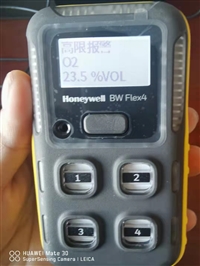 O2
23.5 %VOL
Honeywell BW Flex4
1 2
3 4
HUAWEI Mate 30
SuperSensing Camera | LEICA